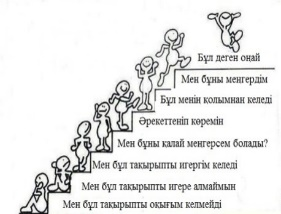 Бұл деген оңай
Мен бұны меңгердім
Бұл менің қолымнан келеді
Әрекеттеніп көремін
Мен бұны қалай меңгерсем болады?
Мен бұл тақырыпты игергім келеді
Мен бұл тақырыпты игере алмаймын
Мен бұл тақырыпты оқығым келмейді